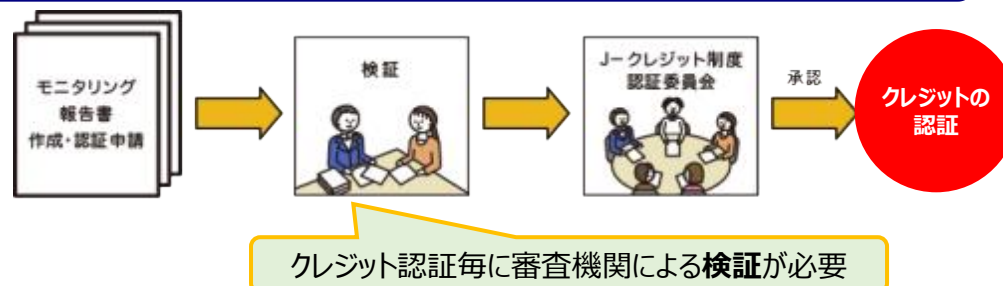 モニタリング
報告書
作成・認証申請
検証
J-クレジット制度
認証委員会
承認
クレジットの
認証
クレジット認証毎に審査機関による検証が必要